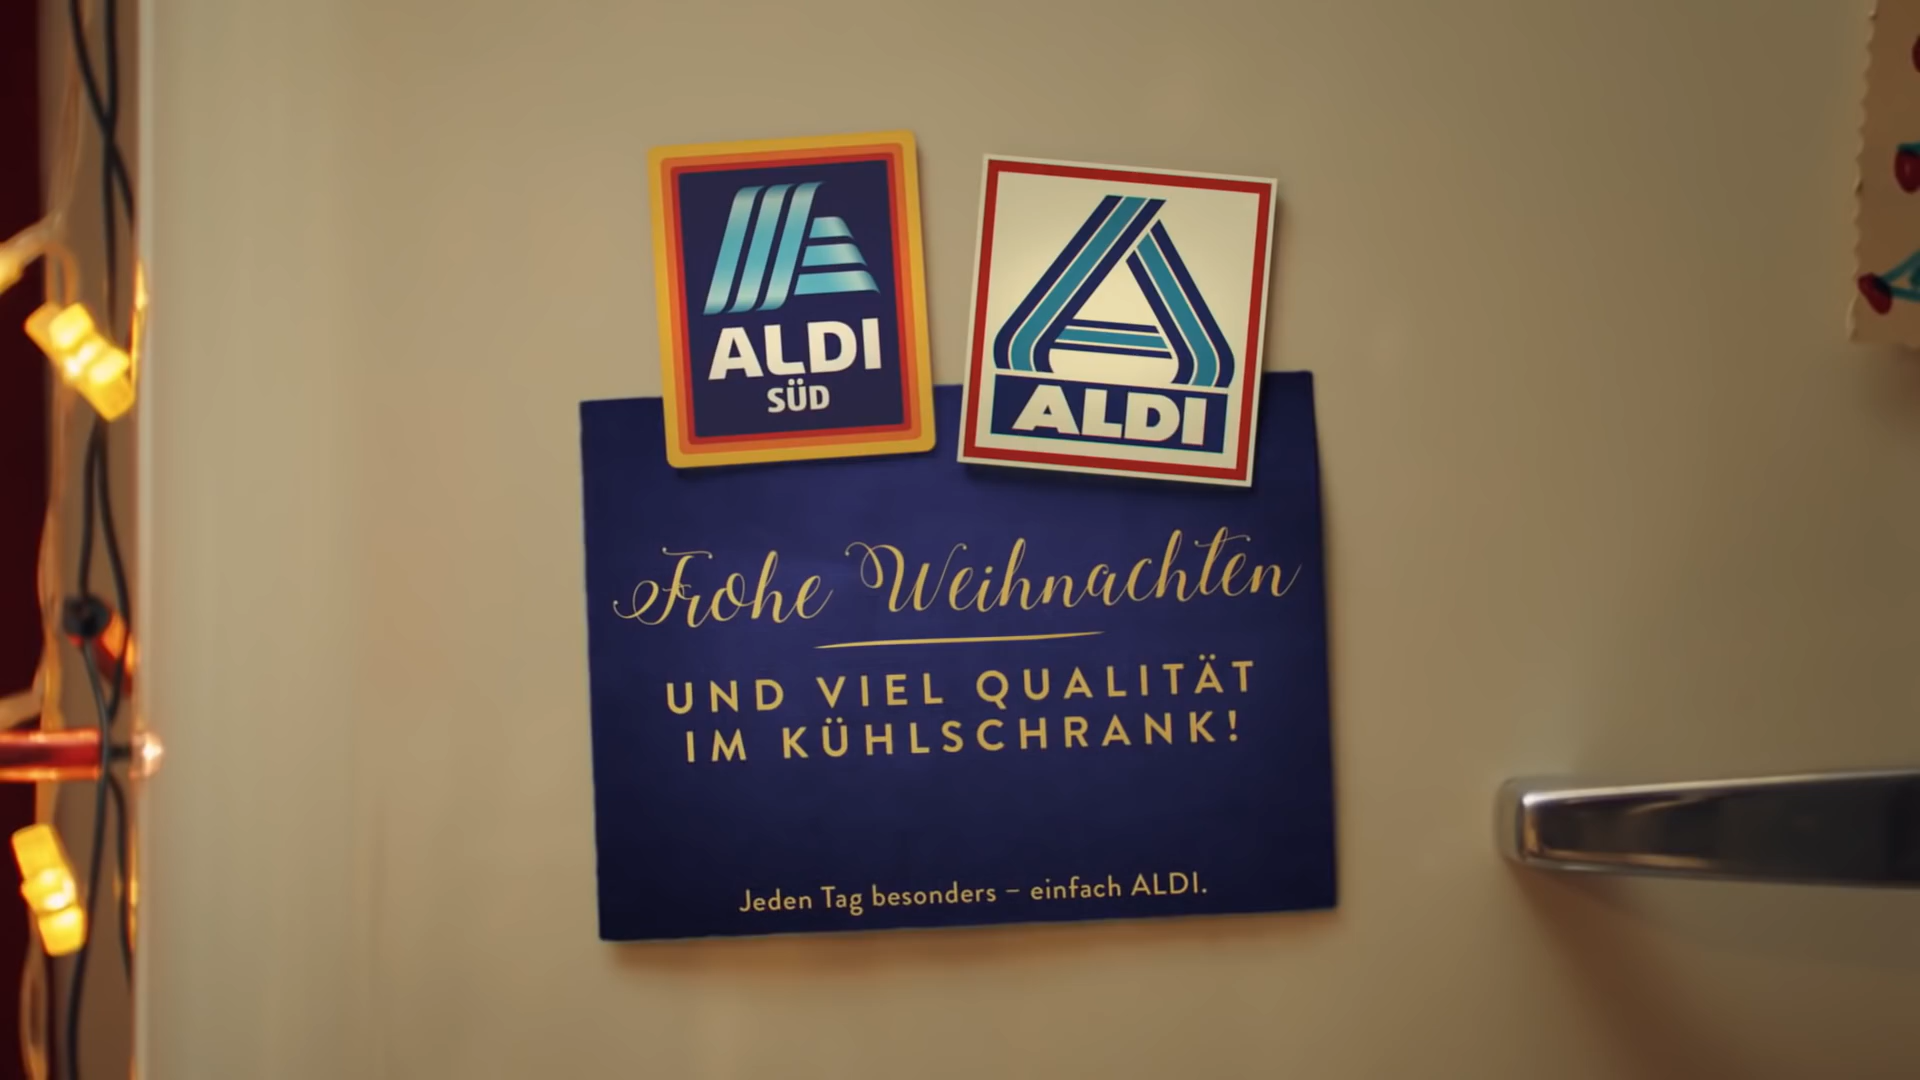 ALDI
SÜD
ALDI
Frohe Weihnachten
UND VIEL QUALITÄT
IM KÜHLSCHRANK!
Jeden Tag besonders – einfach ALDI.